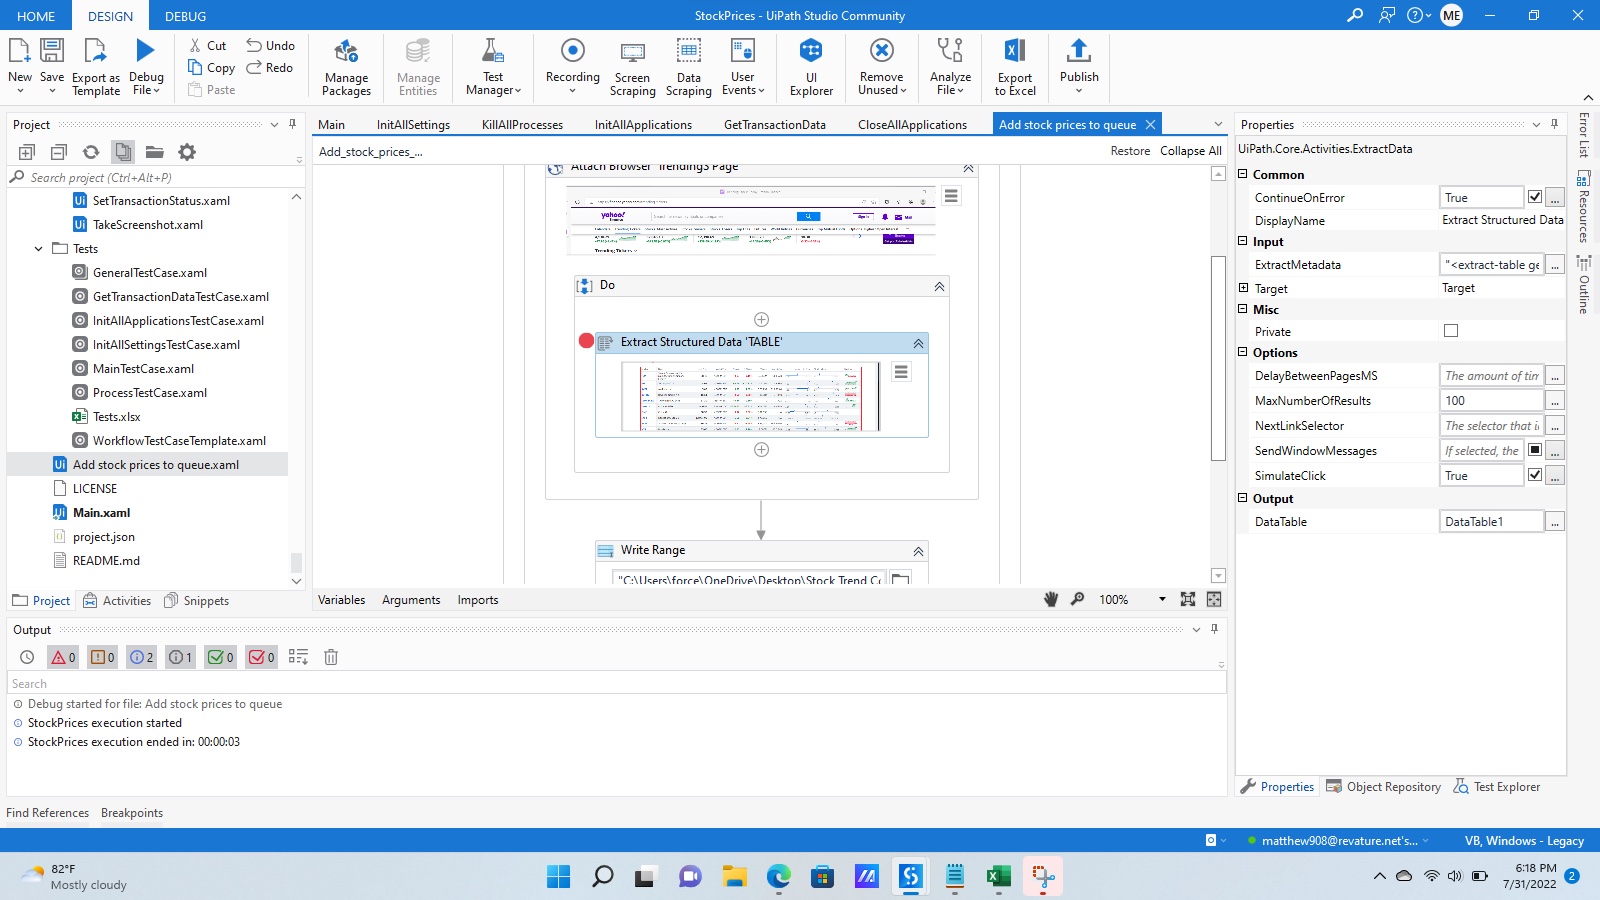 HOME
DESIGN
DEBUG
StockPrices - UiPath Studio Community
ME
New
Save
Export as Template
Debug File
Cut
Copy
Paste
Undo
Redo
Manage Packages
Manage Entities
Test Manager
Recording
Screen Scraping
Data Scraping
User Events
UI Explorer
Remove Unused
Analyze File
Export to Excel
Publish
Project
Search project (Ctrl+Alt+P)
SetTransactionStatus.xaml
TakeScreenshot.xaml
Tests
GeneralTestCase.xaml
GetTransactionDataTestCase.xaml
InitAllApplicationsTestCase.xaml
InitAllSettingsTestCase.xaml
MainTestCase.xaml
ProcessTestCase.xaml
Tests.xlsx
WorkflowTestCaseTemplate.xaml
Add stock prices to queue.xaml
LICENSE
Main.xaml
project.json
README.md
Project
Activities
Snippets
Main
InitAllSettings
KillAllProcesses
InitAllApplications
GetTransactionData
CloseAllApplications
Add stock prices to queue
Add_stock_prices_...
Restore
Collapse All
Attach Browser 'Trending3 Page'
yahoo!
Do
Extract Structured Data 'TABLE'
Write Range
"C:\Users\force\OneDrive\Desktop\Stock Trend Co
Variables
Arguments
Imports
100%
Properties
UiPath.Core.Activities.ExtractData
Common
ContinueOnError
True
...
DisplayName
Extract Structured Data
Input
ExtractMetadata
"<extract-table ge
...
Target
Target
Misc
Private
Options
DelayBetweenPagesMS
The amount of tim
...
MaxNumberOfResults
100
...
NextLinkSelector
The selector that i
...
SendWindowMessages
If selected, the
...
SimulateClick
True
...
Output
DataTable
DataTable1
...
Properties
Object Repository
Test Explorer
Error List
Resources
Outline
Output
0
0
2
1
0
0
Search
Debug started for file: Add stock prices to queue
StockPrices execution started
StockPrices execution ended in: 00:00:03
Find References
Breakpoints
matthew908@revature.net's...
VB, Windows - Legacy
82°F
Mostly cloudy
6:18 PM
7/31/2022
2